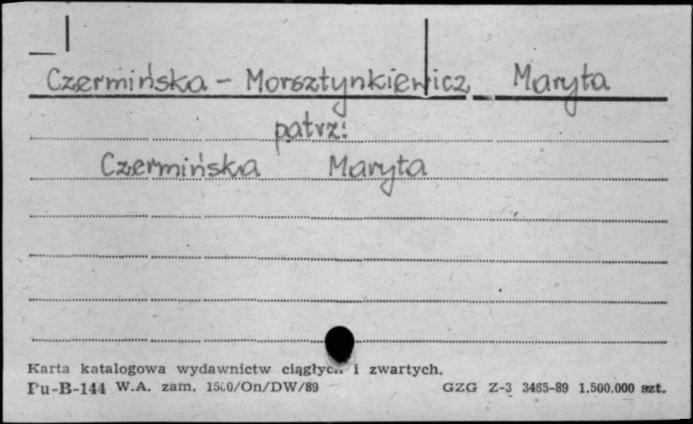 Czermińska - Morsztynkiewicz Maryta
patrz:
Czermińska Maryta
Karta katalogowa wydawnictw ciągłych i zwartych.
Pu-B-144 W.A. zam. 1500/On/DW/89 GZG Z-3 3465-89 1.500.000 szt.